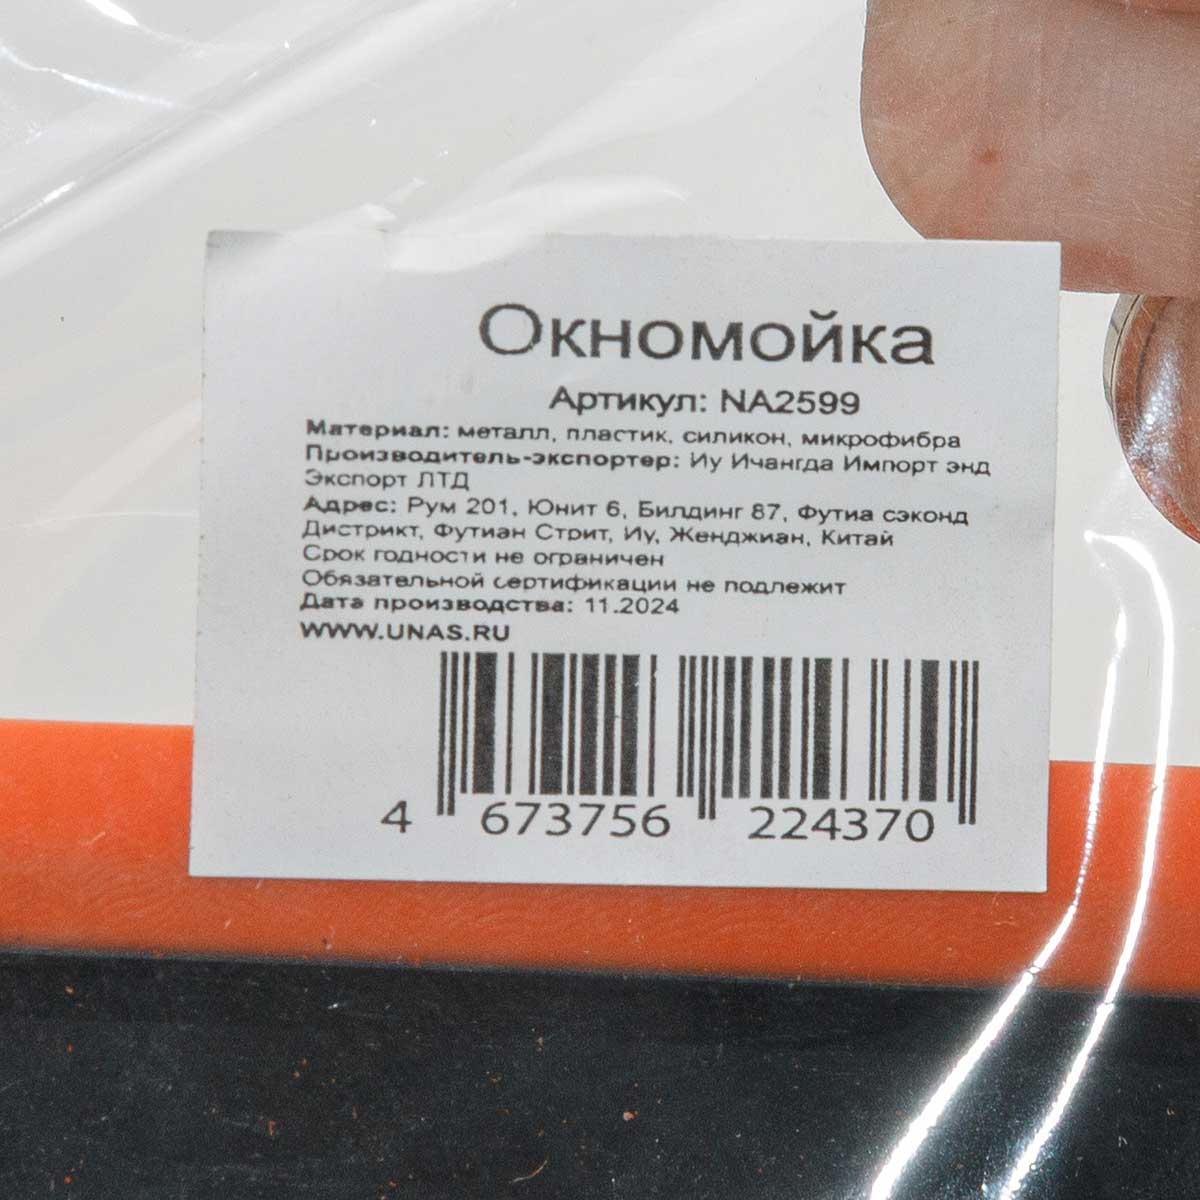 Окномойка
Артикул: NA2599
Материал: металл, пластик, силикон, микрофибра
Производитель-экспортер: Иу Ичангда Импорт энд
Экспорт ЛТД
Адрес: Рум 201, Юнит 6, Билдинг 87, Футиа сэконд
Дистрикт, Футиан Стрит, Иу, Женджиан, Китай
Срок годности не ограничен
Обязательной сертификации не подлежит
Дата производства: 11.2024
WWW.UNAS.RU
4 673756 224370